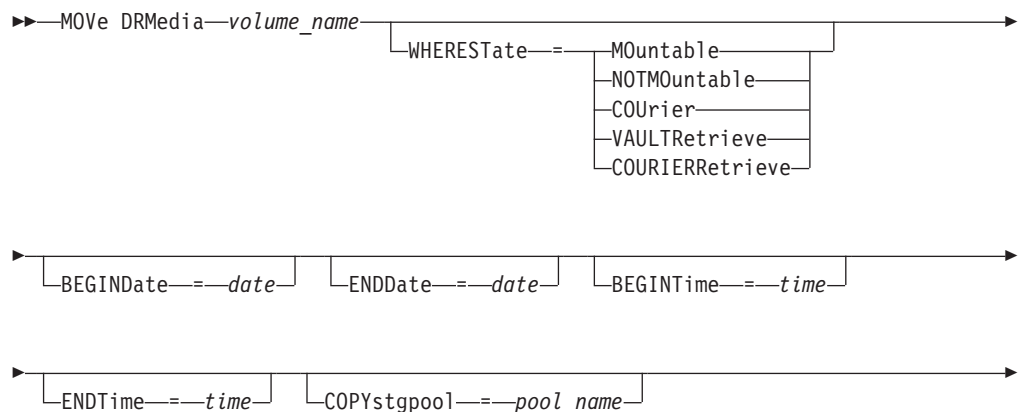 MOVe DRMedia volume_name
WHERESTate = MOuntable
NOTMOuntable
COUrier
VAULTRetrieve
COURIERRetrieve
BEGINDate = date ENDDate = date BEGINTime = time
ENDTime = time COPYstgpool = pool name